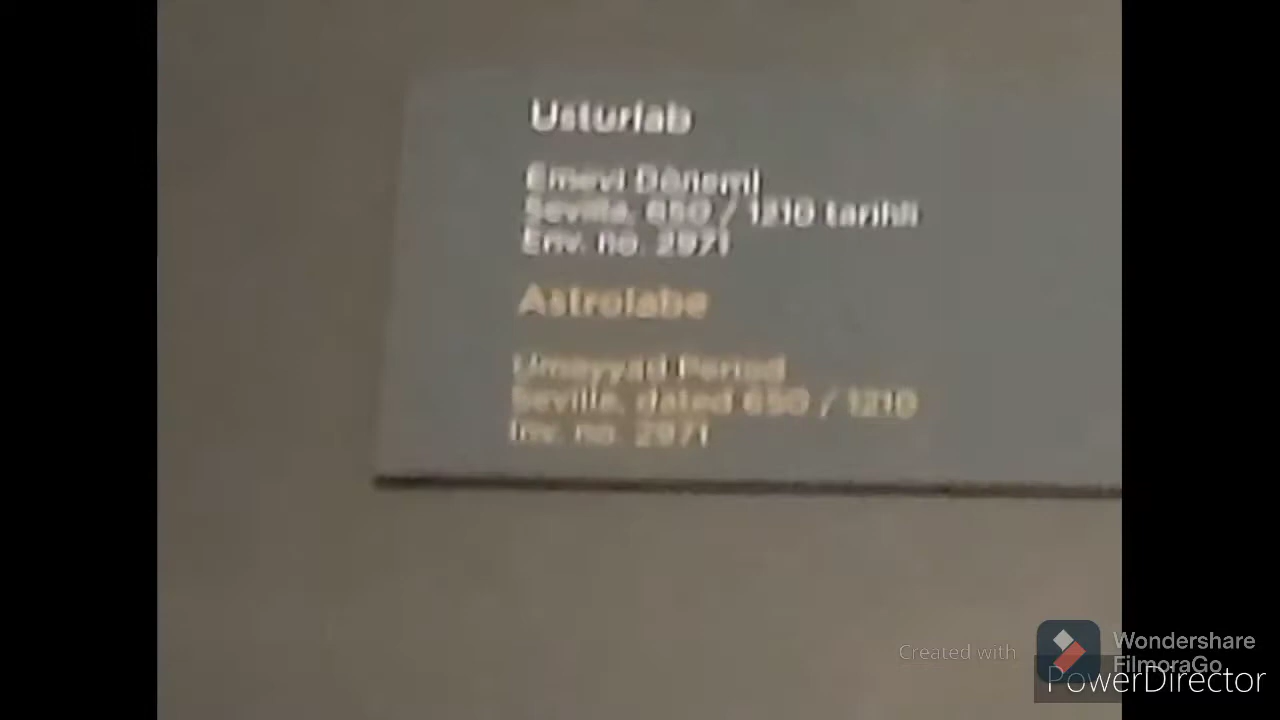 Usturlab
Emevi Dönemi
Sevilla, 650 / 1210 tarihli
Env. no. 2971
Astrolabe
Umayyad Period
Seville, dated 650 / 1210
Inv. no. 2971
Created with
Wondershare
FilmoraGo
PowerDirector